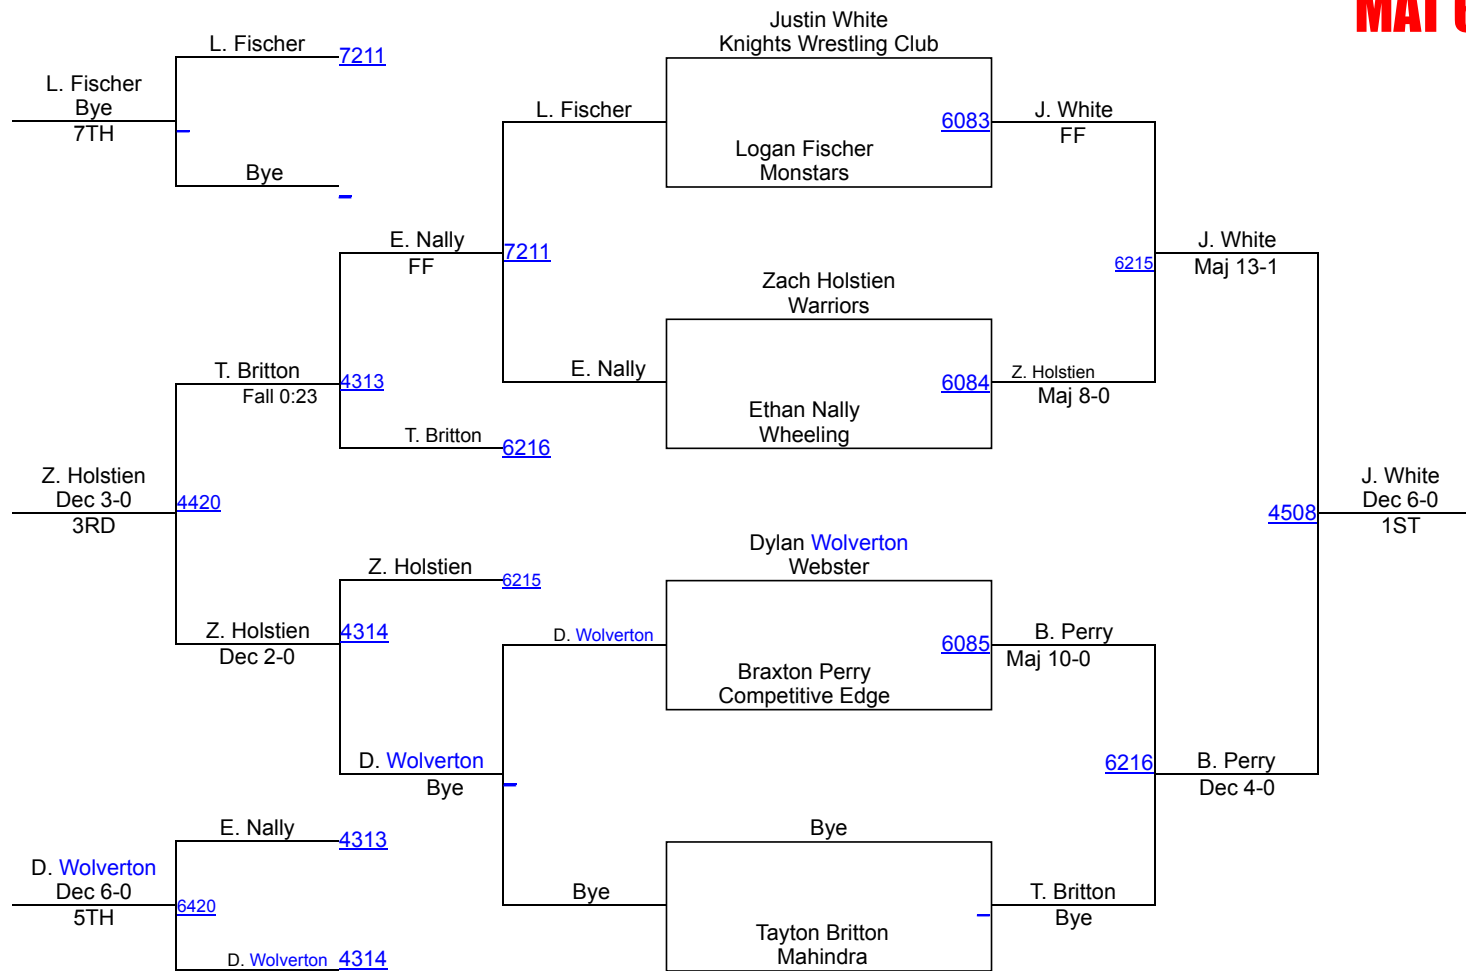 MAT 6
Justin White
Knights Wrestling Club
L. Fischer
7211
L. Fischer
Bye
7TH
L. Fischer
6083
J. White
FF
Logan Fischer
Monstars
Bye
E. Nally
FF
7211
J. White
Maj 13-1
6215
Zach Holstien
Warriors
T. Britton
Fall 0:23
4313
E. Nally
6084
Z. Holstien
Maj 8-0
Ethan Nally
Wheeling
T. Britton
6216
Z. Holstien
Dec 3-0
3RD
4420
4508
J. White
Dec 6-0
1ST
Dylan Wolverton
Webster
Z. Holstien
6215
Z. Holstien
Dec 2-0
4314
D. Wolverton
6085
B. Perry
Maj 10-0
Braxton Perry
Competitive Edge
D. Wolverton
Bye
6216
B. Perry
Dec 4-0
E. Nally
4313
Bye
D. Wolverton
Dec 6-0
5TH
6420
Bye
T. Britton
Bye
Tayton Britton
Mahindra
D. Wolverton
4314